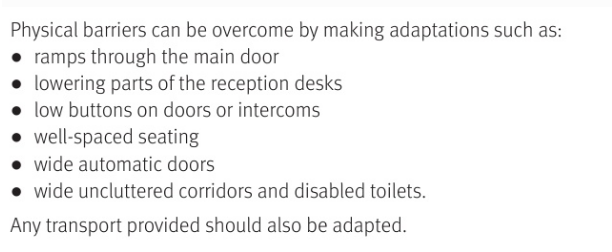 Physical barriers can be overcome by making adaptations such as:
● ramps through the main door
● lowering parts of the reception desks
● low buttons on doors or intercoms
● well-spaced seating
● wide automatic doors
● wide uncluttered corridors and disabled toilets.
Any transport provided should also be adapted.